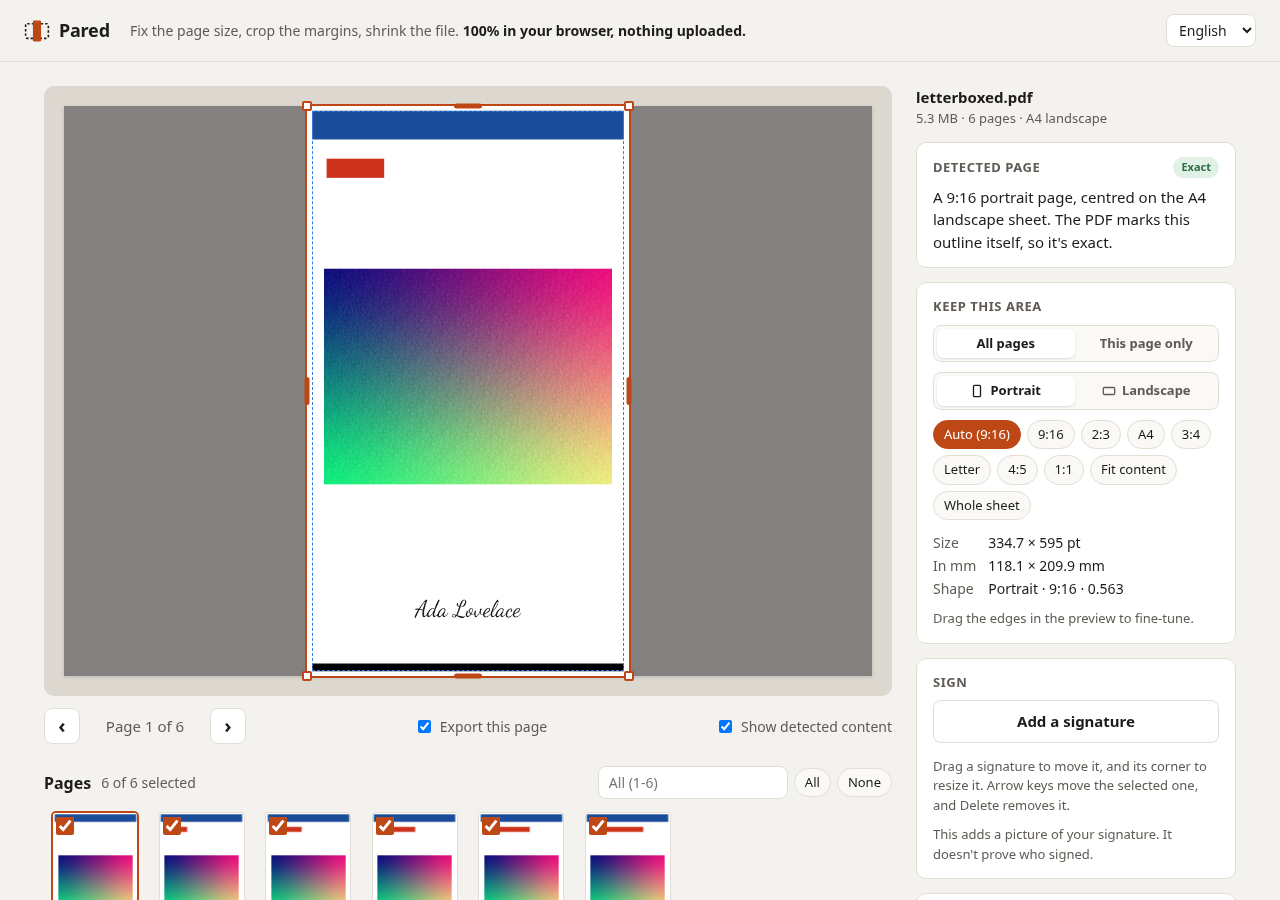 Pared
Fix the page size, crop the margins, shrink the file. 100% in your browser, nothing uploaded.
English
letterboxed.pdf
5.3 MB · 6 pages · A4 landscape
DETECTED PAGE
Exact
A 9:16 portrait page, centred on the A4
landscape sheet. The PDF marks this
outline itself, so it's exact.
KEEP THIS AREA
All pages
This page only
Portrait
Landscape
Auto (9:16)
9:16
2:3
A4
3:4
Letter
4:5
1:1
Fit content
Whole sheet
Size 334.7 × 595 pt
In mm 118.1 × 209.9 mm
Shape Portrait · 9:16 · 0.563
Drag the edges in the preview to fine-tune.
Ada Lovelace
SIGN
Add a signature
Drag a signature to move it, and its corner to
resize it. Arrow keys move the selected one,
and Delete removes it.
This adds a picture of your signature. It
doesn't prove who signed.
‹ Page 1 of 6 ›
Export this page
Show detected content
Pages 6 of 6 selected
All (1-6)
All
None